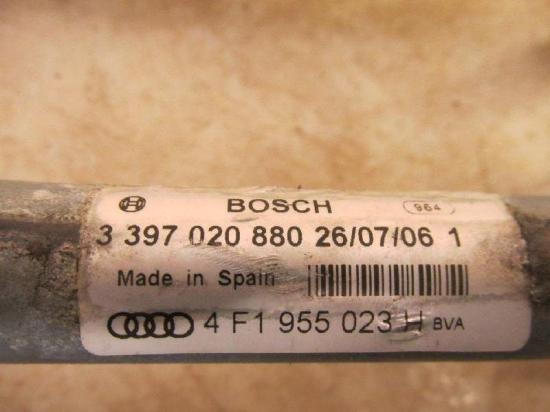 BOSCH 964
3 397 020 880 26/07/06 1
Made in Spain
4 F1 955 023 H BVA